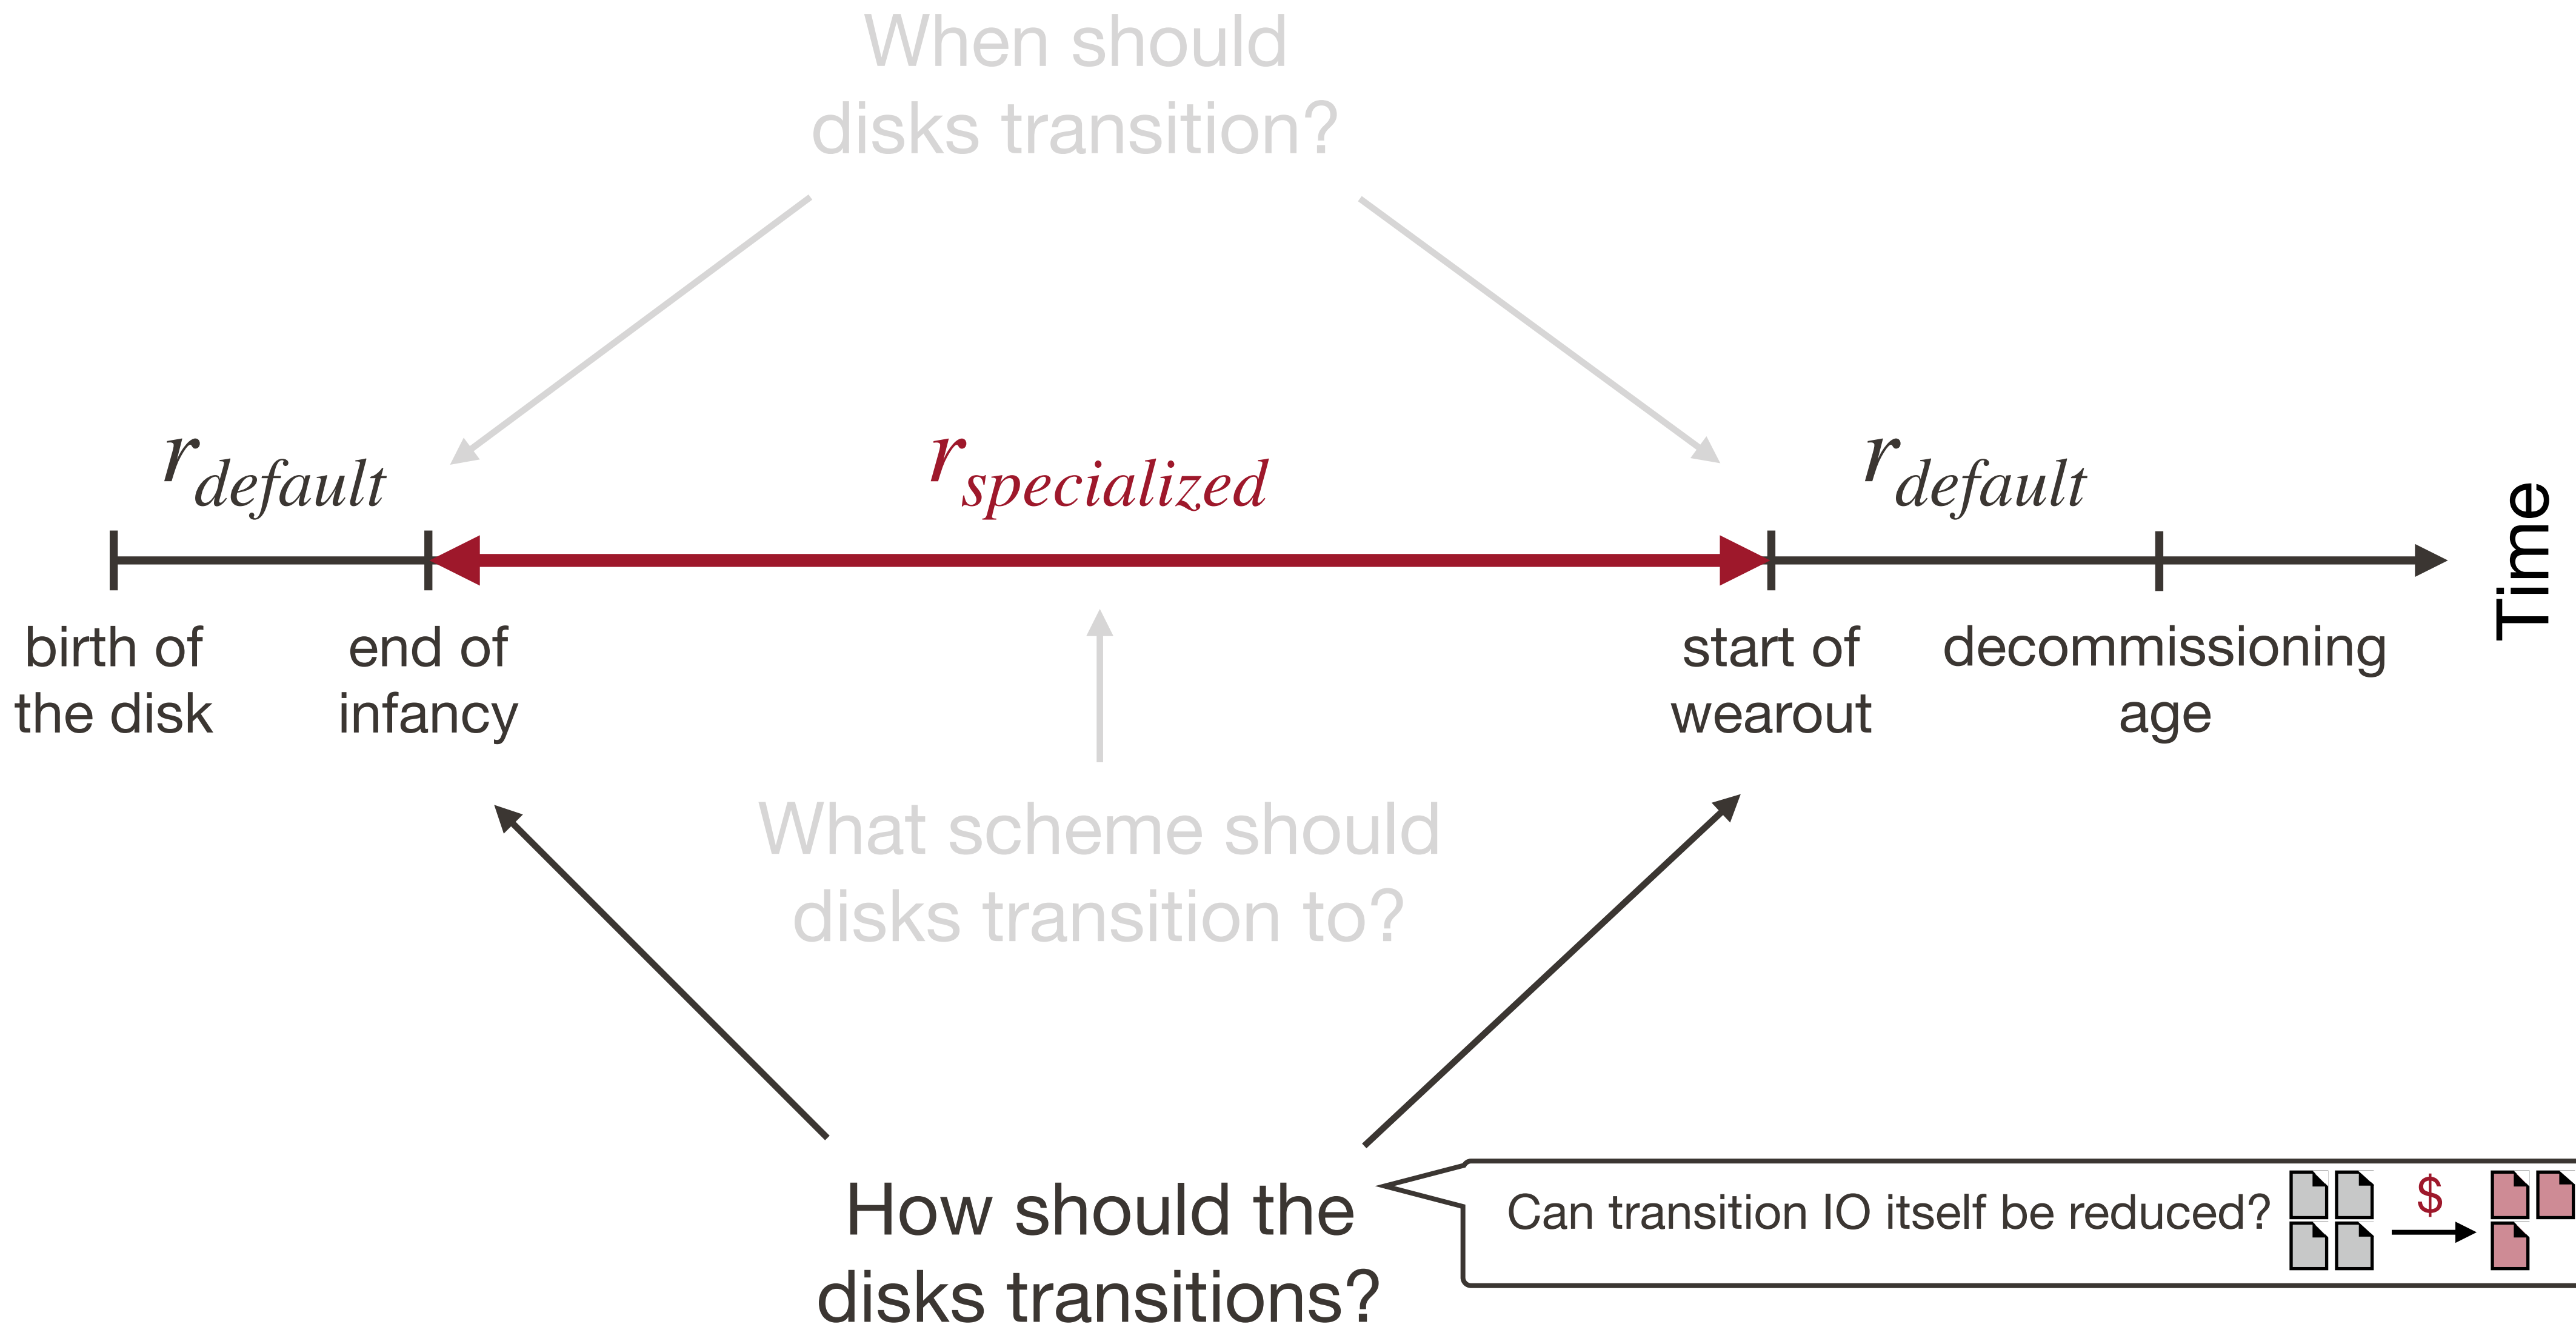 When should
disks transition?
r_default
r_specialized
r_default
Time
birth of
the disk
end of
infancy
start of
wearout
decommissioning
age
What scheme should
disks transition to?
How should the
disks transitions?
Can transition IO itself be reduced?
$